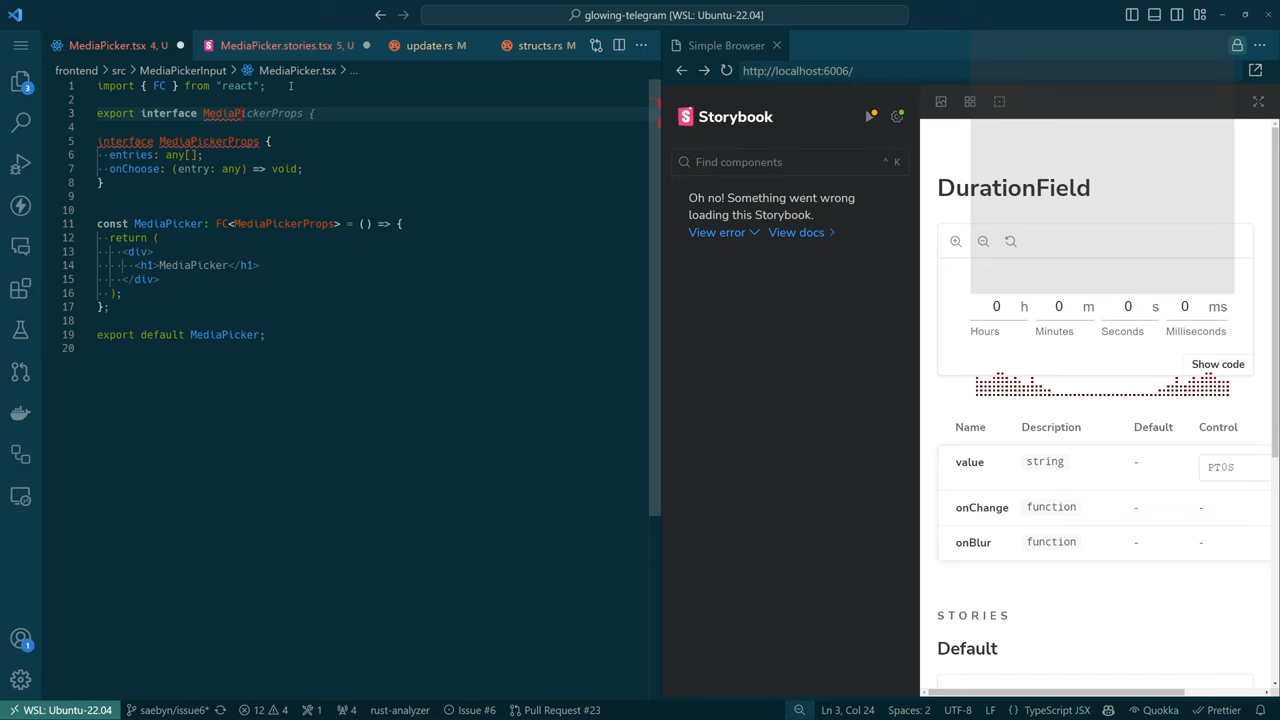 glowing-telegram [WSL: Ubuntu-22.04]
MediaPicker.tsx 4, U
MediaPicker.stories.tsx 5, U
update.rs M
structs.rs M
Simple Browser
frontend > src > MediaPickerInput > MediaPicker.tsx > ...
http://localhost:6006/
1 import { FC } from "react";
2
3 export interface MediaPickerProps {
4
5 interface MediaPickerProps {
6 entries: any[];
7 onChoose: (entry: any) => void;
8 }
9
10
11 const MediaPicker: FC<MediaPickerProps> = () => {
12 return (
13 <div>
14 <h1>MediaPicker</h1>
15 </div>
16 );
17 };
18
19 export default MediaPicker;
20
Storybook
Find components
^ K
Oh no! Something went wrong
loading this Storybook.
View error
View docs
DurationField
0 h 0 m 0 s 0 ms
Hours Minutes Seconds Milliseconds
Show code
Name Description Default Control
value string - PT0S
onChange function - -
onBlur function - -
STORIES
Default
3
1
WSL: Ubuntu-22.04
saebyn/issue6*
12 4
1
4
rust-analyzer
Issue #6
Pull Request #23
Ln 3, Col 24
Spaces: 2
UTF-8
LF
{} TypeScript JSX
Quokka
Prettier